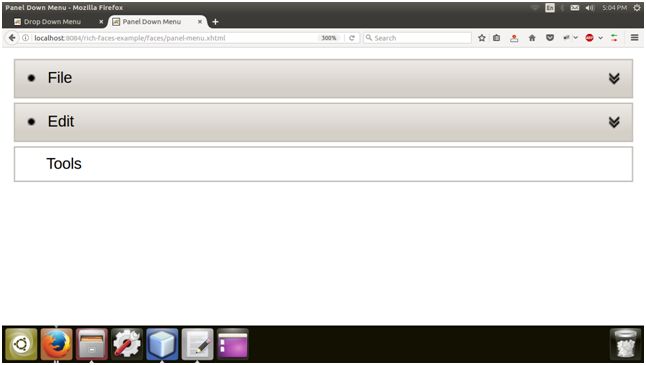 Panel Down Menu - Mozilla Firefox
En
5:04 PM
Drop Down Menu
Panel Down Menu
localhost:8084/rich-faces-example/faces/panel-menu.xhtml
300%
Search
File
Edit
Tools